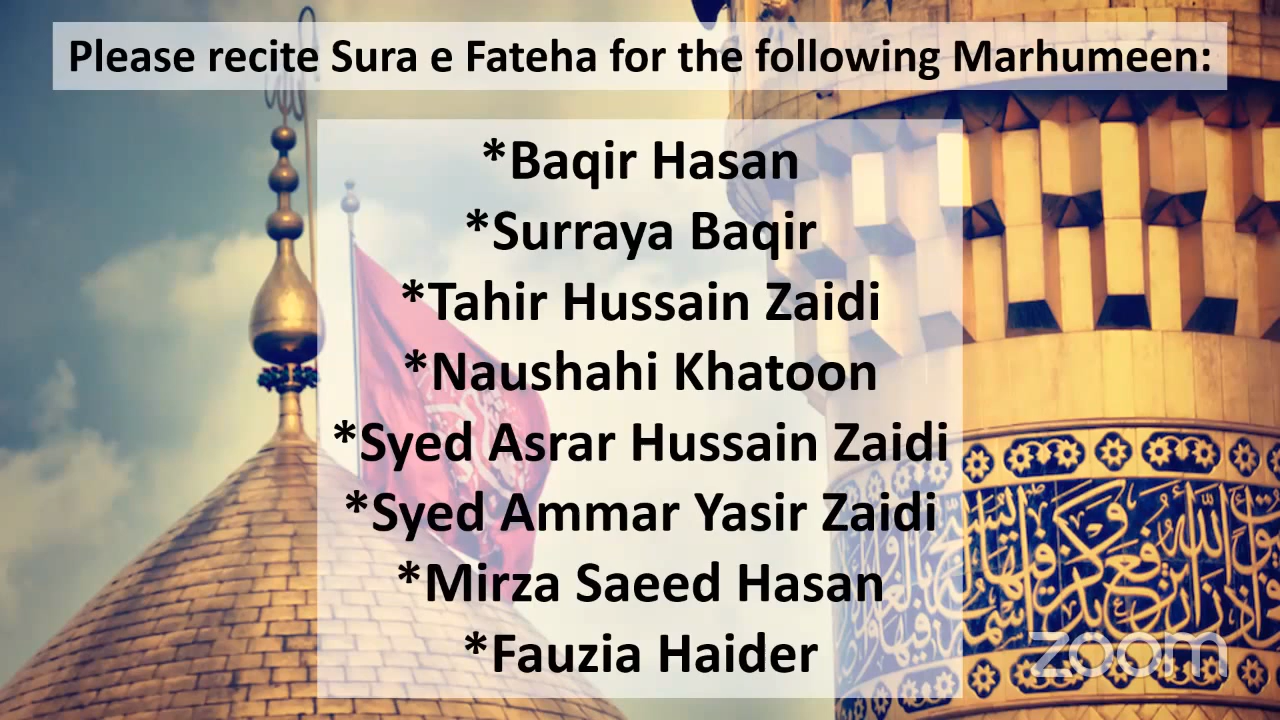 Please recite Sura e Fateha for the following Marhumeen:
*Baqir Hasan
*Surraya Baqir
*Tahir Hussain Zaidi
*Naushahi Khatoon
*Syed Asrar Hussain Zaidi
*Syed Ammar Yasir Zaidi
*Mirza Saeed Hasan
*Fauzia Haider
zoom